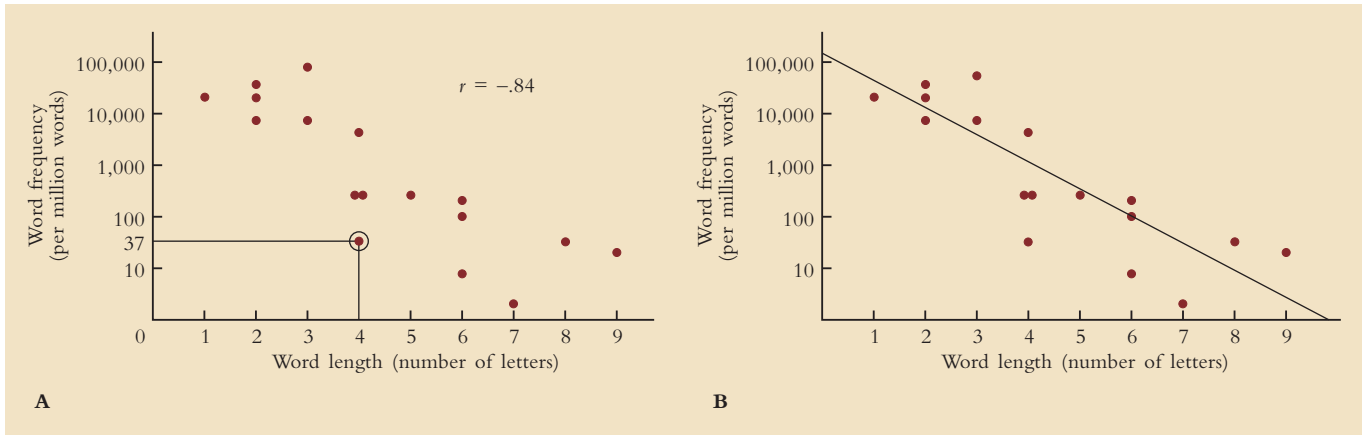 100,000
10,000
1,000
100
37
10
Word frequency
(per million words)
r = –.84
0 1 2 3 4 5 6 7 8 9
Word length (number of letters)
A
100,000
10,000
1,000
100
10
Word frequency
(per million words)
1 2 3 4 5 6 7 8 9
Word length (number of letters)
B